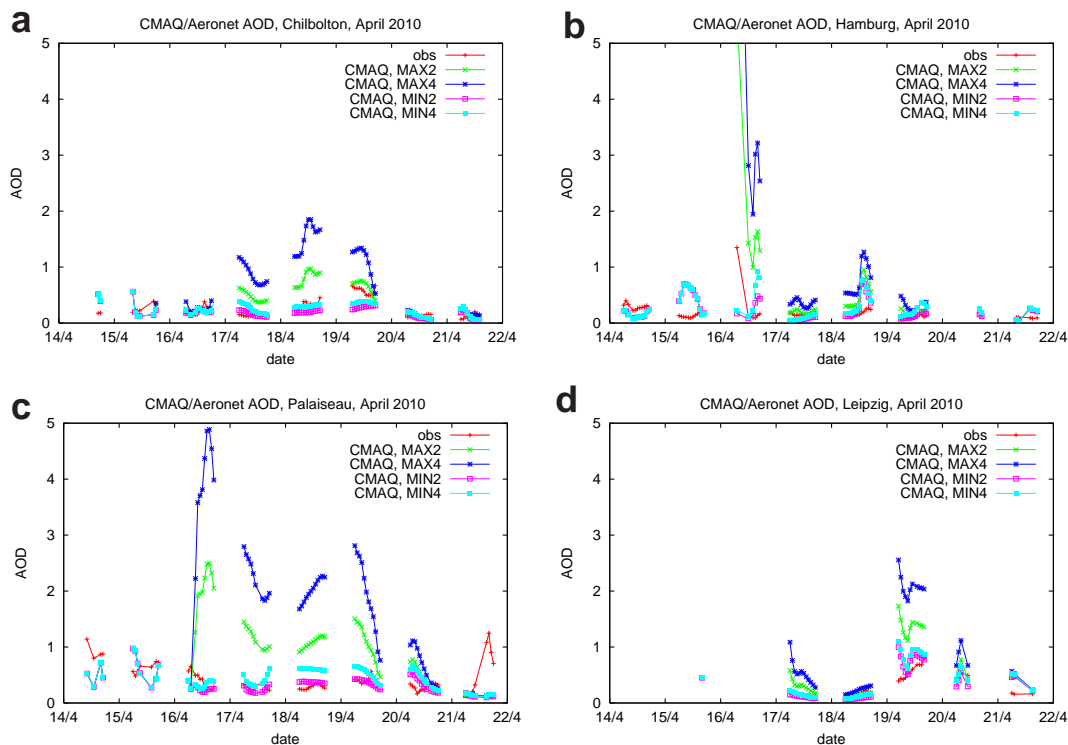 a
CMAQ/Aeronet AOD, Chilbolton, April 2010
5
4
3
2
1
0
AOD
14/4 15/4 16/4 17/4 18/4 19/4 20/4 21/4 22/4
date
obs
CMAQ, MAX2
CMAQ, MAX4
CMAQ, MIN2
CMAQ, MIN4
b
CMAQ/Aeronet AOD, Hamburg, April 2010
5
4
3
2
1
0
AOD
14/4 15/4 16/4 17/4 18/4 19/4 20/4 21/4 22/4
date
obs
CMAQ, MAX2
CMAQ, MAX4
CMAQ, MIN2
CMAQ, MIN4
c
CMAQ/Aeronet AOD, Palaiseau, April 2010
5
4
3
2
1
0
AOD
14/4 15/4 16/4 17/4 18/4 19/4 20/4 21/4 22/4
date
obs
CMAQ, MAX2
CMAQ, MAX4
CMAQ, MIN2
CMAQ, MIN4
d
CMAQ/Aeronet AOD, Leipzig, April 2010
5
4
3
2
1
0
AOD
14/4 15/4 16/4 17/4 18/4 19/4 20/4 21/4 22/4
date
obs
CMAQ, MAX2
CMAQ, MAX4
CMAQ, MIN2
CMAQ, MIN4